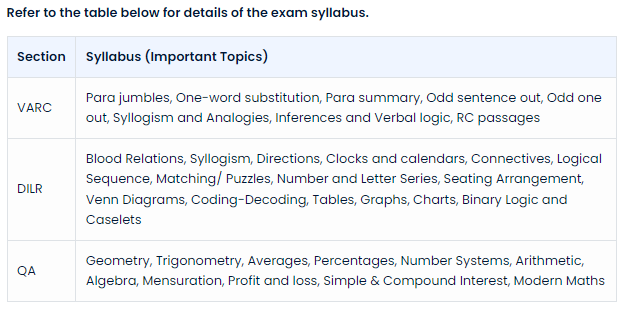 Refer to the table below for details of the exam syllabus.
Section Syllabus (Important Topics)
VARC
Para jumbles, One-word substitution, Para summary, Odd sentence out, Odd one
out, Syllogism and Analogies, Inferences and Verbal logic, RC passages
DILR
Blood Relations, Syllogism, Directions, Clocks and calendars, Connectives, Logical
Sequence, Matching/ Puzzles, Number and Letter Series, Seating Arrangement,
Venn Diagrams, Coding-Decoding, Tables, Graphs, Charts, Binary Logic and
Caselets
QA
Geometry, Trigonometry, Averages, Percentages, Number Systems, Arithmetic,
Algebra, Mensuration, Profit and loss, Simple & Compound Interest, Modern Maths